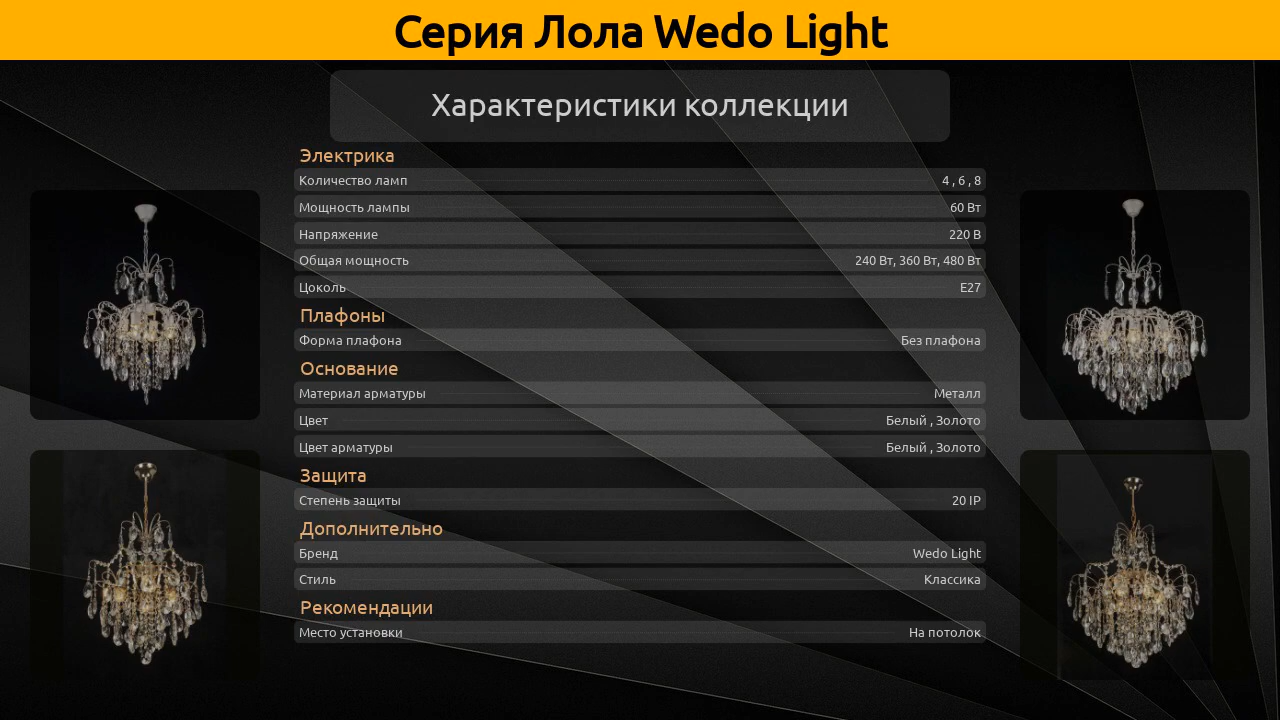 Серия Лола Wedo Light
Характеристики коллекции
Электрика
Количество ламп 4 , 6 , 8
Мощность лампы 60 Вт
Напряжение 220 В
Общая мощность 240 Вт, 360 Вт, 480 Вт
Цоколь E27
Плафоны
Форма плафона Без плафона
Основание
Материал арматуры Металл
Цвет Белый , Золото
Цвет арматуры Белый , Золото
Защита
Степень защиты 20 IP
Дополнительно
Бренд Wedo Light
Стиль Классика
Рекомендации
Место установки На потолок